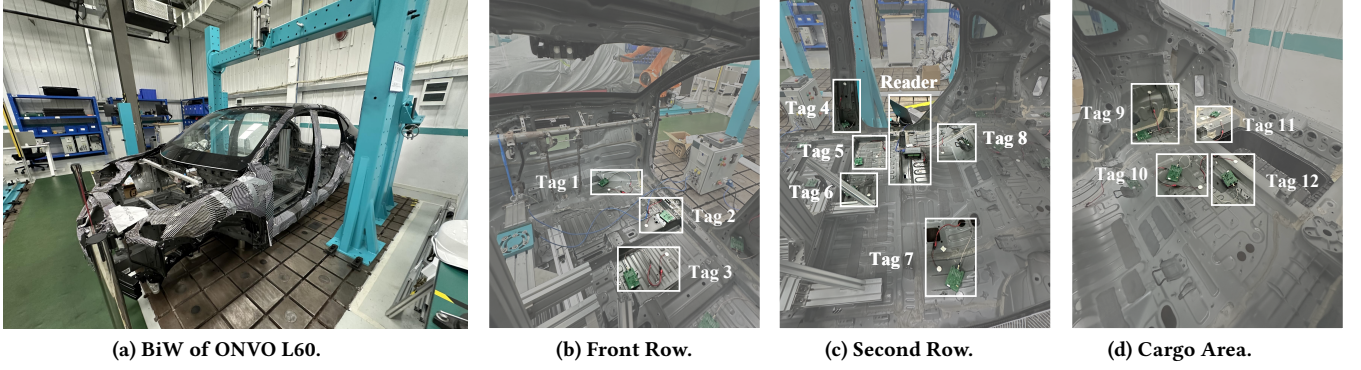 Tag 1
Tag 2
Tag 3
Reader
Tag 4
Tag 5
Tag 6
Tag 7
Tag 8
Tag 9
Tag 11
Tag 10
Tag 12
(a) BiW of ONVO L60.
(b) Front Row.
(c) Second Row.
(d) Cargo Area.